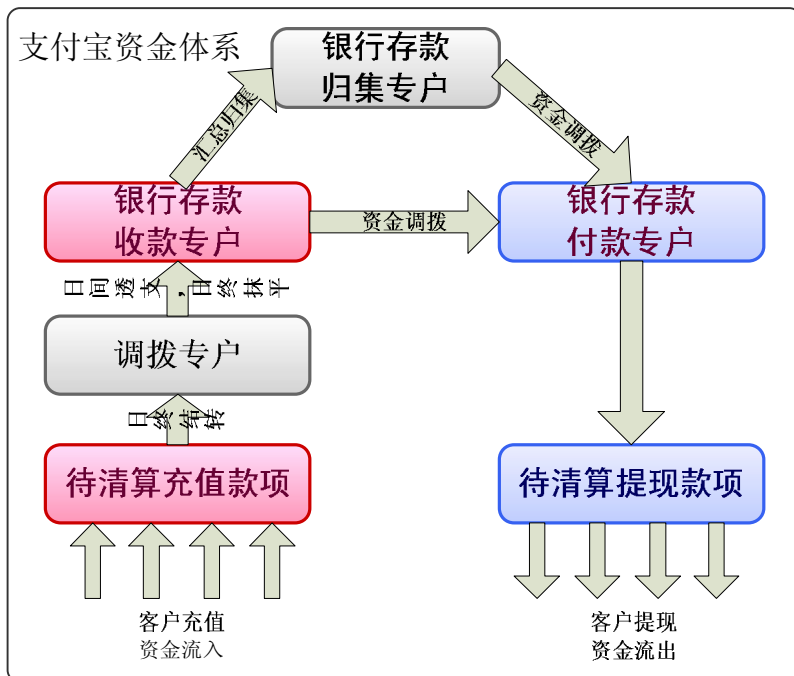 支付宝资金体系
银行存款
归集专户
汇总归集
资金调拨
银行存款
收款专户
资金调拨
银行存款
付款专户
日间透支，日终抹平
调拨专户
日终结转
待清算充值款项
待清算提现款项
客户充值
资金流入
客户提现
资金流出